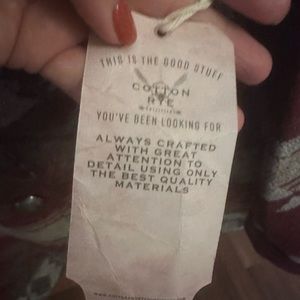 THIS IS THE GOOD STUFF
COTTON
RYE
YOU'VE BEEN LOOKING FOR
ALWAYS CRAFTED
WITH GREAT
ATTENTION TO
DETAIL USING ONLY
THE BEST QUALITY
MATERIALS